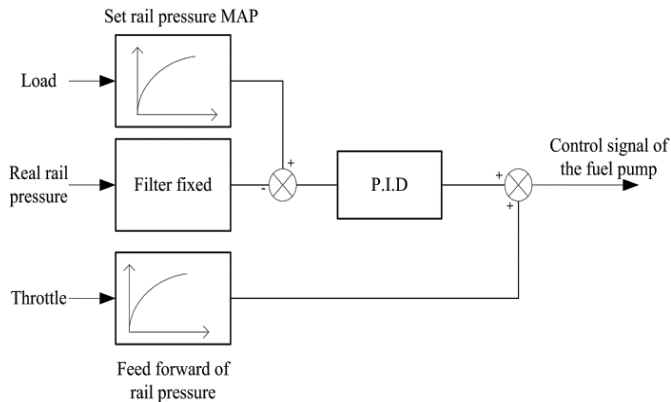 Set rail pressure MAP
Load
+
Real rail
pressure
Filter fixed
-
P.I.D
+
+
Control signal of
the fuel pump
Throttle
Feed forward of
rail pressure